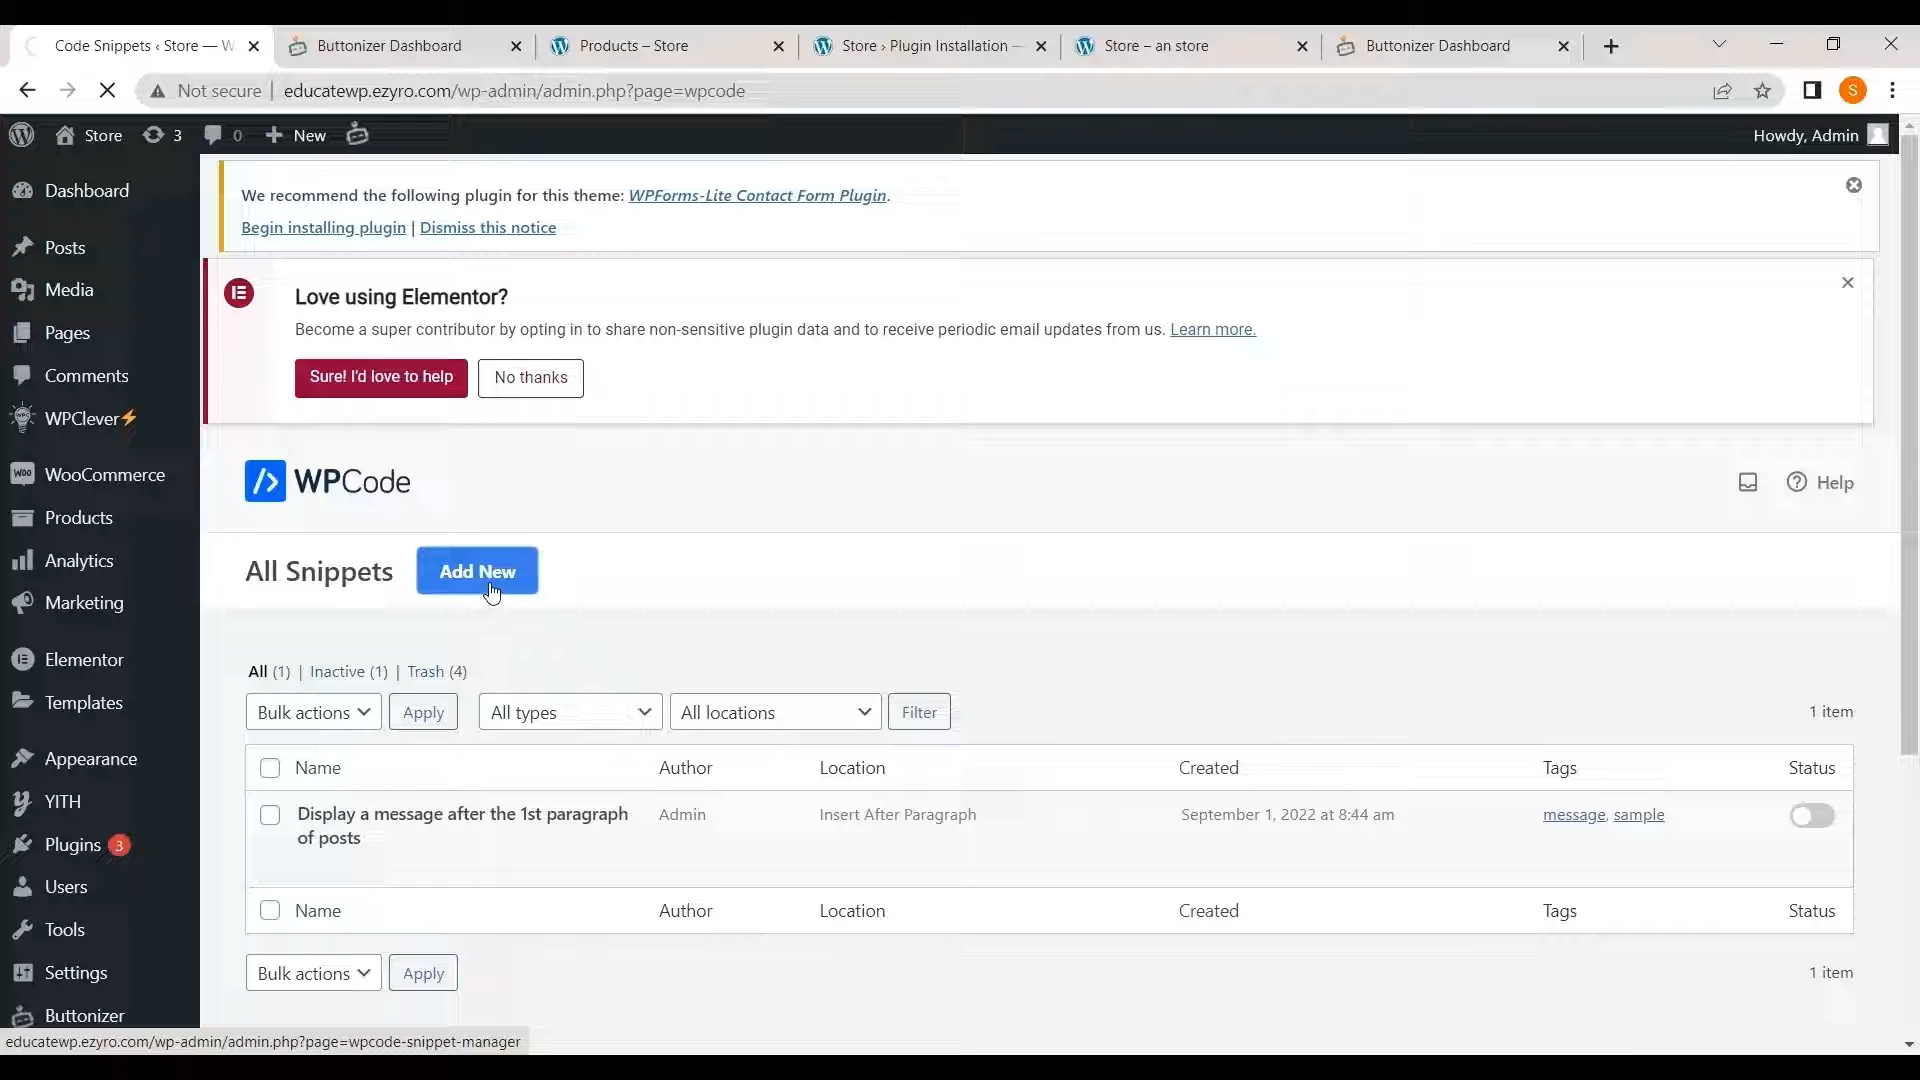 Code Snippets ‹ Store — W
Buttonizer Dashboard
Products – Store
Store › Plugin Installation —
Store – an store
Buttonizer Dashboard
Not secure
educatewp.ezyro.com/wp-admin/admin.php?page=wpcode
S
Store
3
0
New
Howdy, Admin
Dashboard
Posts
Media
Pages
Comments
WPClever⚡
WooCommerce
Products
Analytics
Marketing
Elementor
Templates
Appearance
YITH
Plugins 3
Users
Tools
Settings
Buttonizer
We recommend the following plugin for this theme: WPForms-Lite Contact Form Plugin.
Begin installing plugin | Dismiss this notice
Love using Elementor?
Become a super contributor by opting in to share non-sensitive plugin data and to receive periodic email updates from us. Learn more.
Sure! I'd love to help
No thanks
WPCode
Help
All Snippets
Add New
All (1) | Inactive (1) | Trash (4)
Bulk actions
Apply
All types
All locations
Filter
1 item
Name Author Location Created Tags Status
Display a message after the 1st paragraph
of posts
Admin
Insert After Paragraph
September 1, 2022 at 8:44 am
message, sample
Name Author Location Created Tags Status
Bulk actions
Apply
1 item
educatewp.ezyro.com/wp-admin/admin.php?page=wpcode-snippet-manager